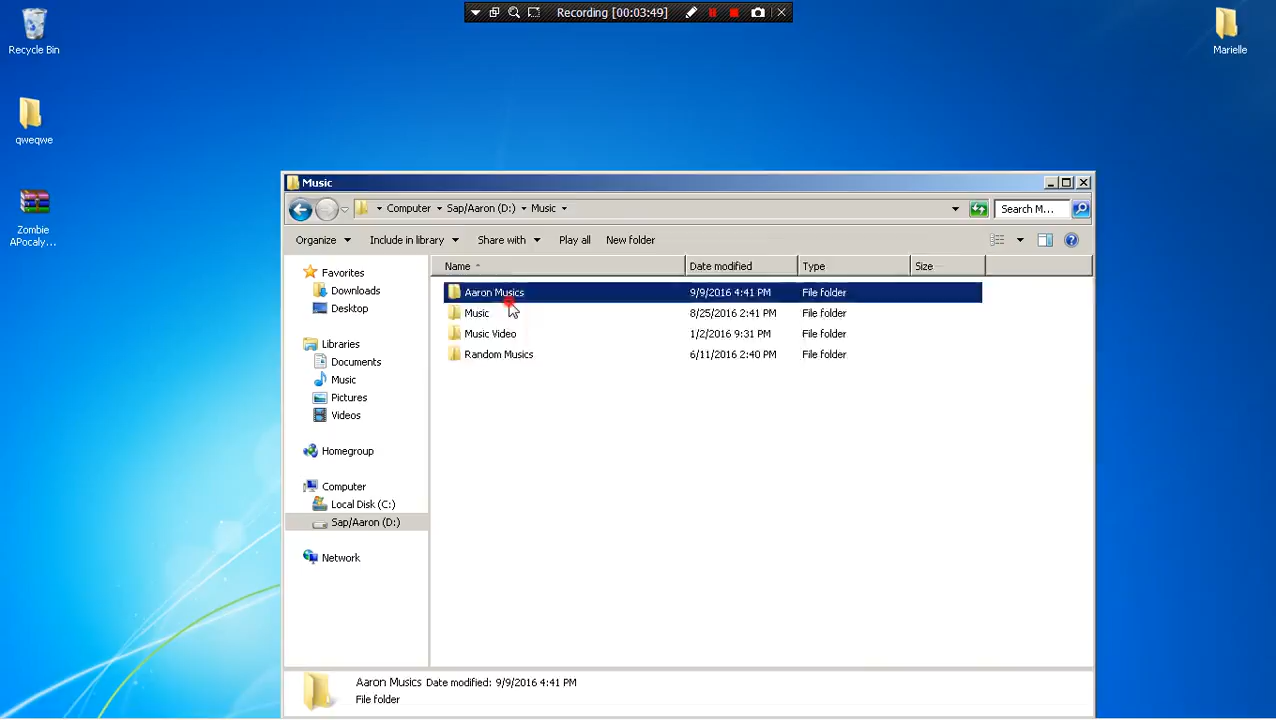 Recording [00:03:49]
Recycle Bin
Marielle
qweqwe
Zombie
APocaly...
Music
Computer Sap/Aaron (D:) Music
Search M...
Organize Include in library Share with Play all New folder
Name Date modified Type Size
Favorites
Downloads
Desktop
Libraries
Documents
Music
Pictures
Videos
Homegroup
Computer
Local Disk (C:)
Sap/Aaron (D:)
Network
Aaron Musics 9/9/2016 4:41 PM File folder
Music 8/25/2016 2:41 PM File folder
Music Video 1/2/2016 9:31 PM File folder
Random Musics 6/11/2016 2:40 PM File folder
Aaron Musics Date modified: 9/9/2016 4:41 PM
File folder